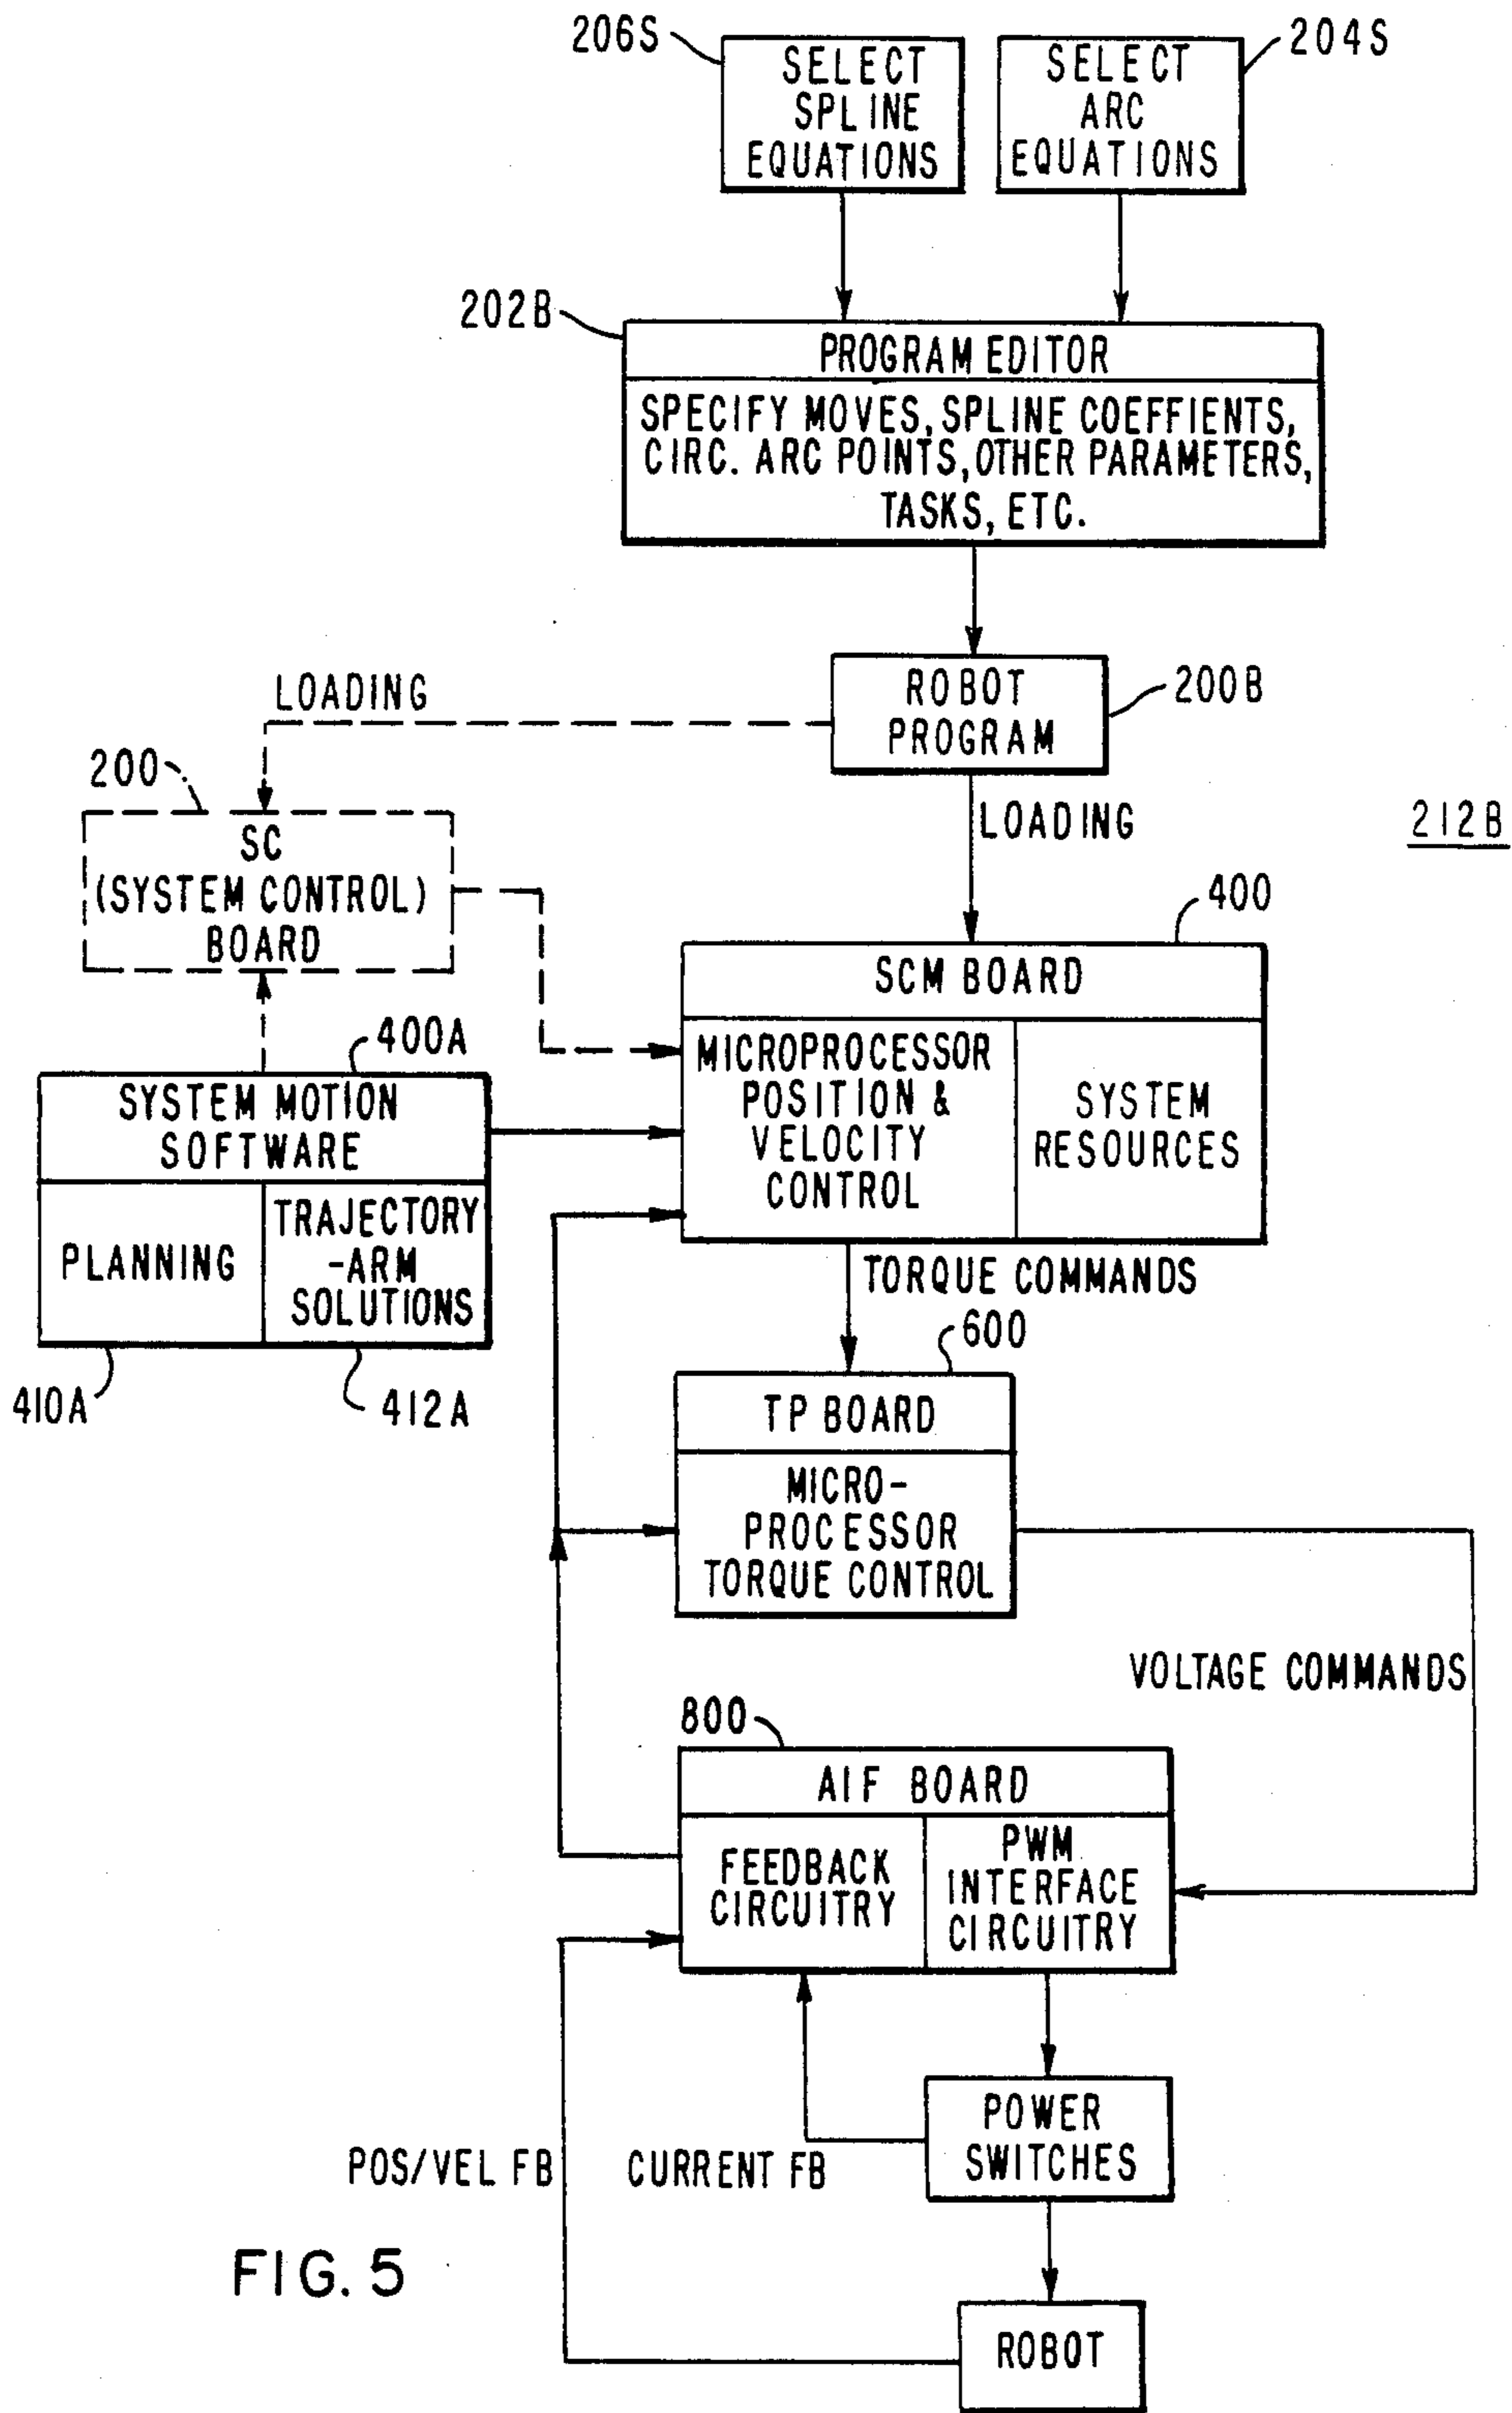 206S
SELECT
SPLINE
EQUATIONS
SELECT
ARC
EQUATIONS
204S
202B
PROGRAM EDITOR
SPECIFY MOVES, SPLINE COEFFIENTS,
CIRC. ARC POINTS, OTHER PARAMETERS,
TASKS, ETC.
LOADING
ROBOT
PROGRAM
200B
200
SC
(SYSTEM CONTROL)
BOARD
LOADING
212B
400
SCM BOARD
MICROPROCESSOR
POSITION &
VELOCITY
CONTROL
SYSTEM
RESOURCES
400A
SYSTEM MOTION
SOFTWARE
PLANNING
TRAJECTORY
-ARM
SOLUTIONS
410A
412A
TORQUE COMMANDS
600
TP BOARD
MICRO-
PROCESSOR
TORQUE CONTROL
VOLTAGE COMMANDS
800
AIF BOARD
FEEDBACK
CIRCUITRY
PWM
INTERFACE
CIRCUITRY
POWER
SWITCHES
POS/VEL FB
CURRENT FB
ROBOT
FIG. 5